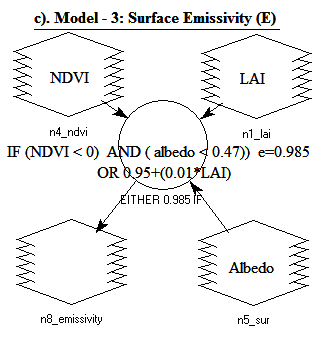 c). Model - 3: Surface Emissivity (E)
NDVI
LAI
n4_ndvi
n1_lai
IF (NDVI < 0) AND ( albedo < 0.47)) e=0.985
OR 0.95+(0.01*LAI)
EITHER 0.985 IF
Albedo
n8_emissivity
n5_sur